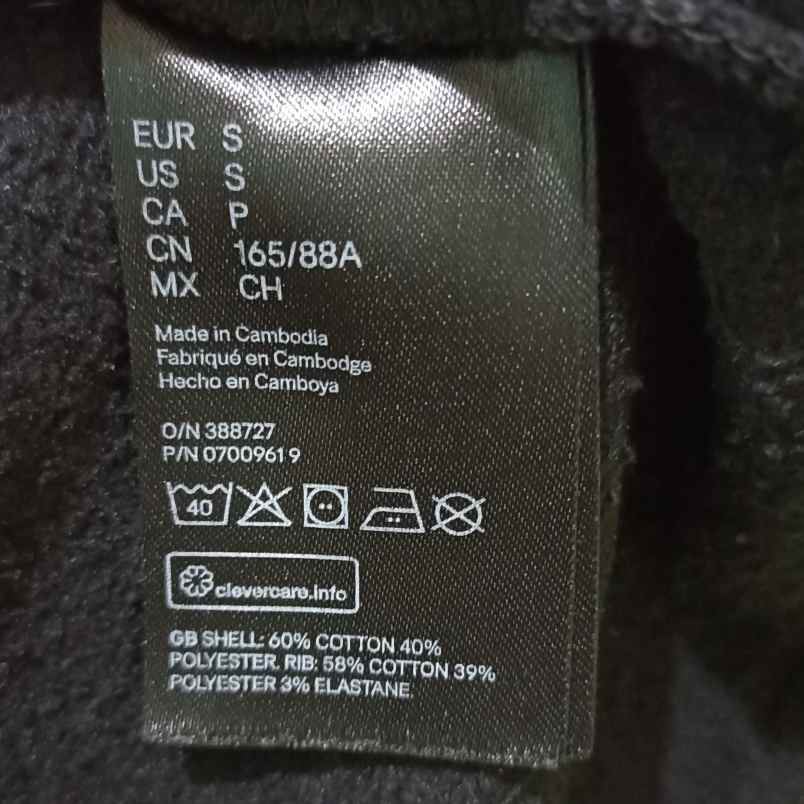 EUR S
US S
CA P
CN 165/88A
MX CH
Made in Cambodia
Fabriqué en Cambodge
Hecho en Camboya
O/N 388727
P/N 07009619
40
clevercare.info
GB SHELL: 60% COTTON 40%
POLYESTER. RIB: 58% COTTON 39%
POLYESTER 3% ELASTANE.